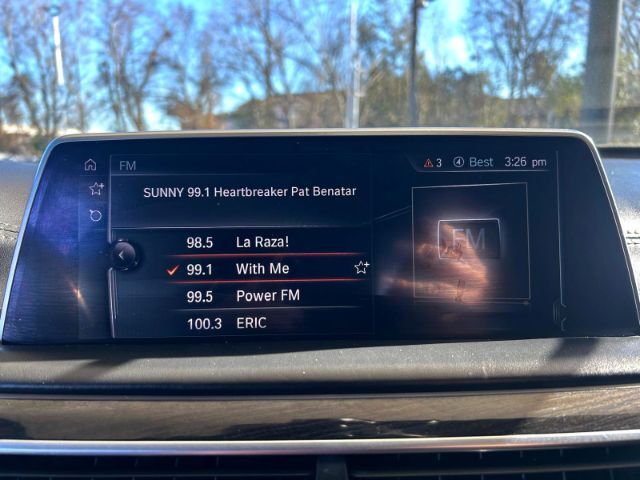 FM
3 Best 3:26 pm
SUNNY 99.1 Heartbreaker Pat Benatar
98.5 La Raza!
99.1 With Me
99.5 Power FM
100.3 ERIC
FM